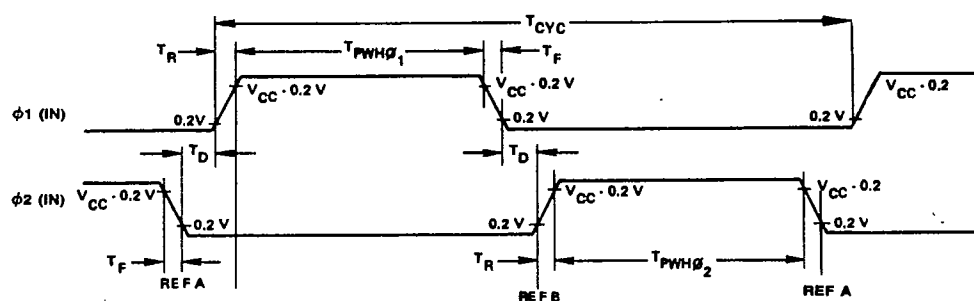 T_CYC
T_R T_PWHØ1 T_F
V_CC - 0.2 V V_CC - 0.2 V V_CC - 0.2
ϕ1 (IN) 0.2 V 0.2 V 0.2 V
T_D T_D
ϕ2 (IN) V_CC - 0.2 V V_CC - 0.2 V V_CC - 0.2
0.2 V 0.2 V 0.2 V
T_F T_R T_PWHØ2
REF A REF B REF A